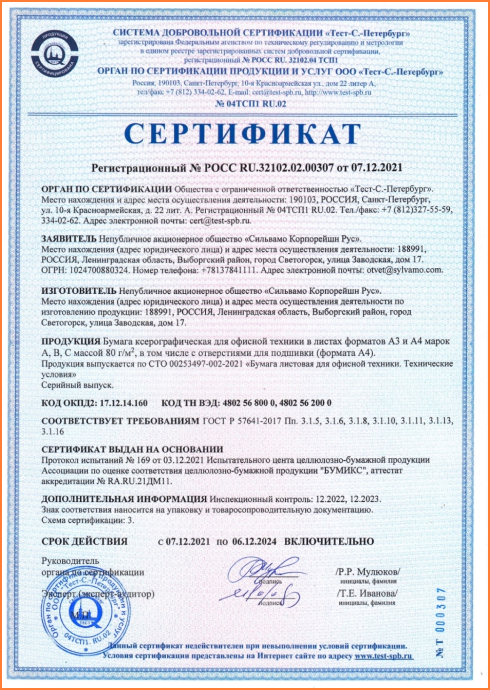 СИСТЕМА ДОБРОВОЛЬНОЙ СЕРТИФИКАЦИИ «Тест-С.-Петербург»
зарегистрирована Федеральным агентством по техническому регулированию и метрологии
в едином реестре зарегистрированных систем добровольной сертификации,
регистрационный № РОСС RU. 32102.04 ТСП1
ОРГАН ПО СЕРТИФИКАЦИИ ПРОДУКЦИИ И УСЛУГ ООО «Тест-С.-Петербург»
Россия, 190103, Санкт-Петербург, 10-я Красноармейская ул., дом 22 литер А,
тел/факс +7 (812) 334-02-62, E-mail: cert@test-spb.ru, http://www.test-spb.ru
№ 04ТСП1 RU.02
СЕРТИФИКАТ
Регистрационный № РОСС RU.32102.02.00307 от 07.12.2021
ОРГАН ПО СЕРТИФИКАЦИИ Общества с ограниченной ответственностью «Тест-С.-Петербург».
Место нахождения и адрес места осуществления деятельности: 190103, РОССИЯ, Санкт-Петербург,
ул. 10-я Красноармейская, д. 22 лит. А. Регистрационный № 04ТСП1 RU.02. Тел./факс: +7 (812)327-55-59,
334-02-62. Адрес электронной почты: cert@test-spb.ru
ЗАЯВИТЕЛЬ Непубличное акционерное общество «Сильвамо Корпорейшн Рус».
Место нахождения (адрес юридического лица) и адрес места осуществления деятельности: 188991,
РОССИЯ, Ленинградская область, Выборгский район, город Светогорск, улица Заводская, дом 17.
ОГРН: 1024700880324. Номер телефона: +78137841111. Адрес электронной почты: otvet@sylvamo.com
ИЗГОТОВИТЕЛЬ Непубличное акционерное общество «Сильвамо Корпорейшн Рус».
Место нахождения (адрес юридического лица) и адрес места осуществления деятельности по
изготовлению продукции: 188991, РОССИЯ, Ленинградская область, Выборгский район, город
Светогорск, улица Заводская, дом 17.
ПРОДУКЦИЯ Бумага ксерографическая для офисной техники в листах форматов А3 и А4 марок
А, В, С массой 80 г/м², в том числе с отверстиями для подшивки (формата А4).
Продукция выпускается по СТО 00253497-002-2021 «Бумага листовая для офисной техники. Технические
условия»
Серийный выпуск.
КОД ОКПД2: 17.12.14.160 КОД ТН ВЭД: 4802 56 800 0, 4802 56 200 0
СООТВЕТСТВУЕТ ТРЕБОВАНИЯМ ГОСТ Р 57641-2017 Пп. 3.1.5, 3.1.6, 3.1.8, 3.1.10, 3.1.11, 3.1.13,
3.1.16
СЕРТИФИКАТ ВЫДАН НА ОСНОВАНИИ
Протокол испытаний № 169 от 03.12.2021 Испытательного цента целлюлозно-бумажной продукции
Ассоциации по оценке соответствия целлюлозно-бумажной продукции "БУМИКС", аттестат
аккредитации № RA.RU.21ДМ11.
ДОПОЛНИТЕЛЬНАЯ ИНФОРМАЦИЯ Инспекционный контроль: 12.2022, 12.2023.
Знак соответствия наносится на упаковку и товаросопроводительную документацию.
Схема сертификации: 3.
СРОК ДЕЙСТВИЯ с 07.12.2021 по 06.12.2024 ВКЛЮЧИТЕЛЬНО
Руководитель
органа по сертификации /Р.Р. Мулюков/
подпись инициалы, фамилия
Эксперт (эксперт-аудитор) /Т.Е. Иванова/
подпись инициалы, фамилия
№ Т 000307
04ТСП1. RU.02
Данный сертификат недействителен при невыполнении условий сертификации.
Условия сертификации представлены на Интернет сайте по адресу www.test-spb.ru